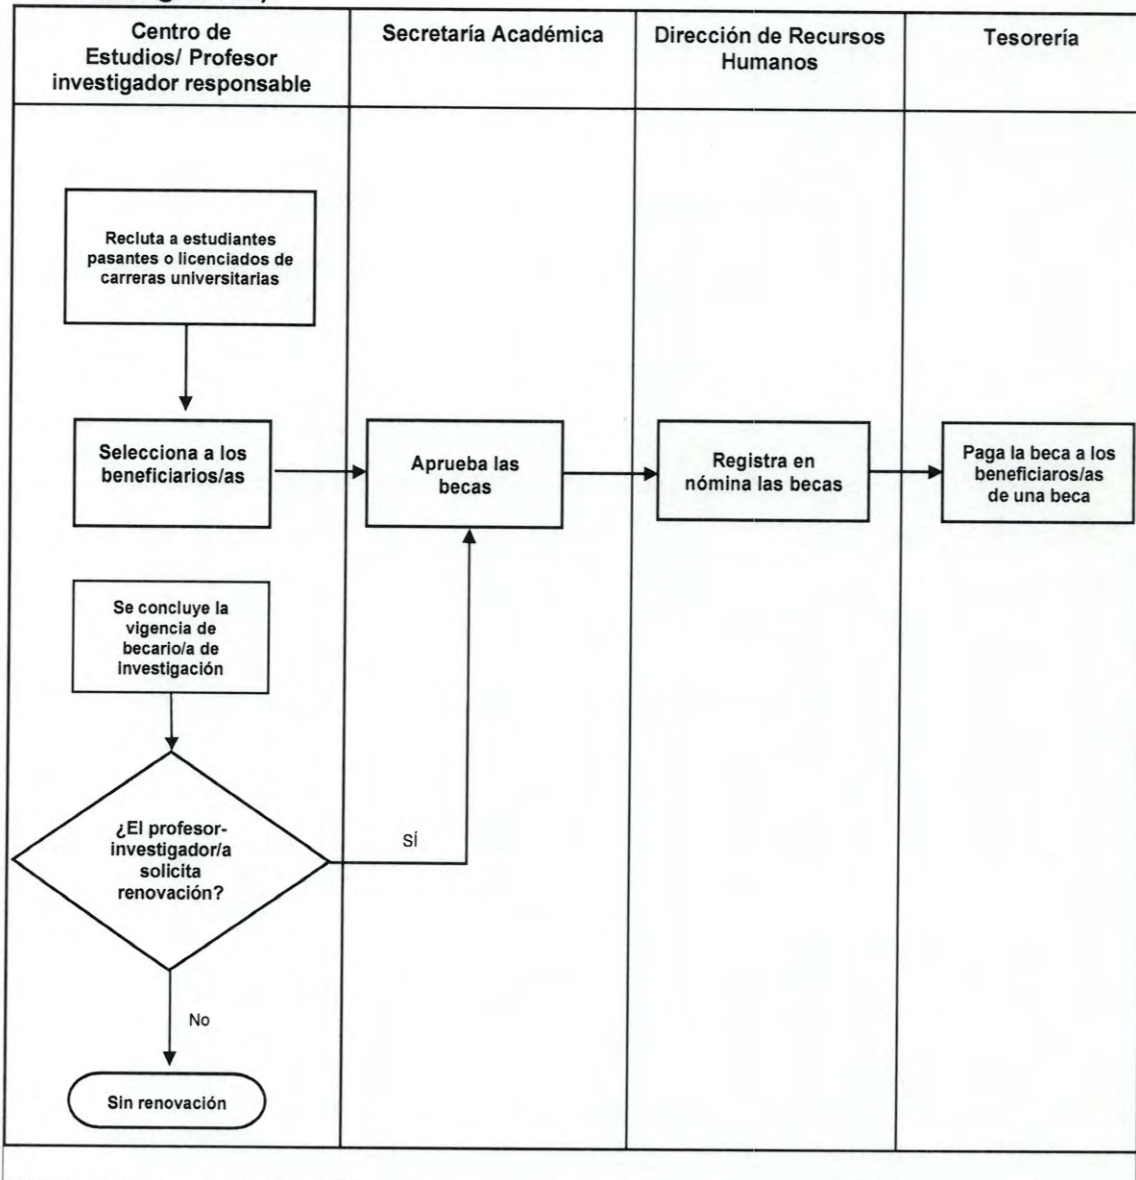 Centro de
Estudios/ Profesor
investigador responsable
Secretaría Académica
Dirección de Recursos
Humanos
Tesorería
Recluta a estudiantes
pasantes o licenciados de
carreras universitarias
Selecciona a los
beneficiarios/as
Aprueba las
becas
Registra en
nómina las becas
Paga la beca a los
beneficiaros/as
de una beca
Se concluye la
vigencia de
becario/a de
investigación
¿El profesor-
investigador/a
solicita
renovación?
SÍ
No
Sin renovación